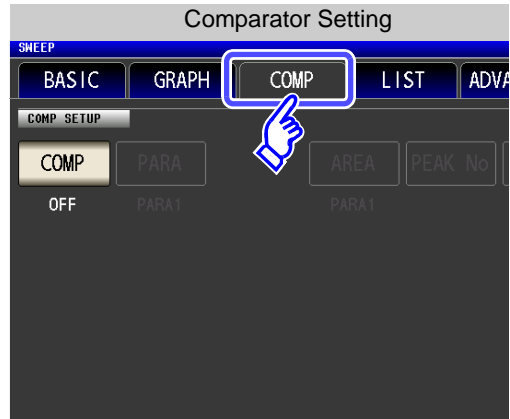 Comparator Setting
SWEEP
BASIC GRAPH COMP LIST ADVA
COMP SETUP
COMP PARA AREA PEAK No
OFF PARA1 PARA1